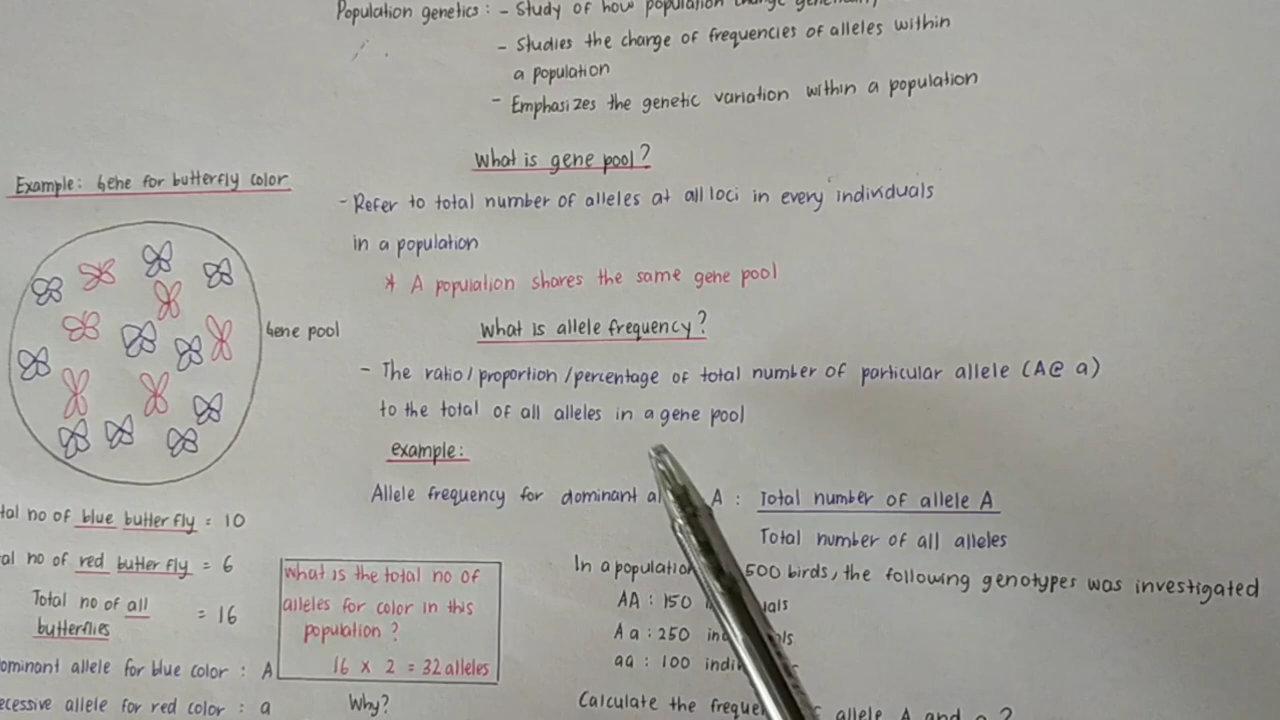 Population genetics : - Study of how population change genetically
- Studies the change of frequencies of alleles within
a population
- Emphasizes the genetic variation within a population
What is gene pool?
Example: Gene for butterfly color
- Refer to total number of alleles at all loci in every individuals
in a population
* A population shares the same gene pool
Gene pool
What is allele frequency?
- The ratio/proportion/percentage of total number of particular allele (A@ a)
to the total of all alleles in a gene pool
example:
Allele frequency for dominant al A : Total number of allele A
Total number of all alleles
tal no of blue butterfly = 10
al no of red butterfly = 6
Total no of all = 16
butterflies
ominant allele for blue color : A
ecessive allele for red color : a
What is the total no of
alleles for color in this
population ?
16 x 2 = 32 alleles
Why?
In a population 500 birds, the following genotypes was investigated
AA : 150 uals
Aa : 250 ind ls
aa : 100 indi
Calculate the freque allele A and a ?